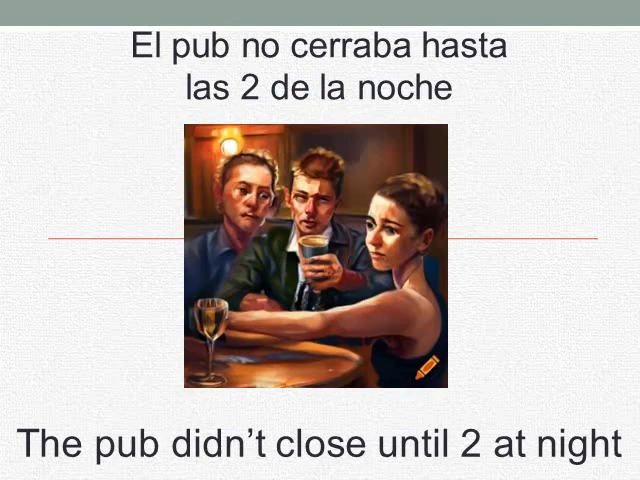 El pub no cerraba hasta
las 2 de la noche
The pub didn’t close until 2 at night